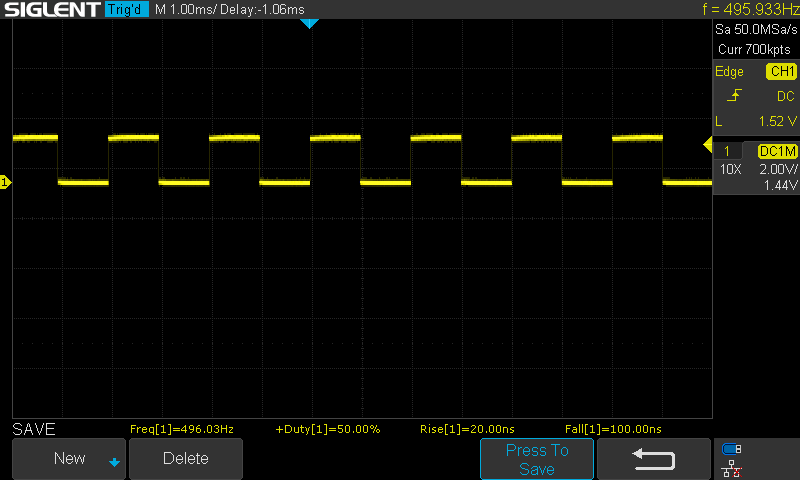 SIGLENT Trig'd M 1.00ms/ Delay:-1.06ms f = 495.933Hz
Sa 50.0MSa/s
Curr 700kpts
Edge CH1
DC
L 1.52 V
1 DC1M
10X 2.00V/
1.44V
1
SAVE Freq[1]=496.03Hz +Duty[1]=50.00% Rise[1]=20.00ns Fall[1]=100.00ns
New Delete Press To
Save